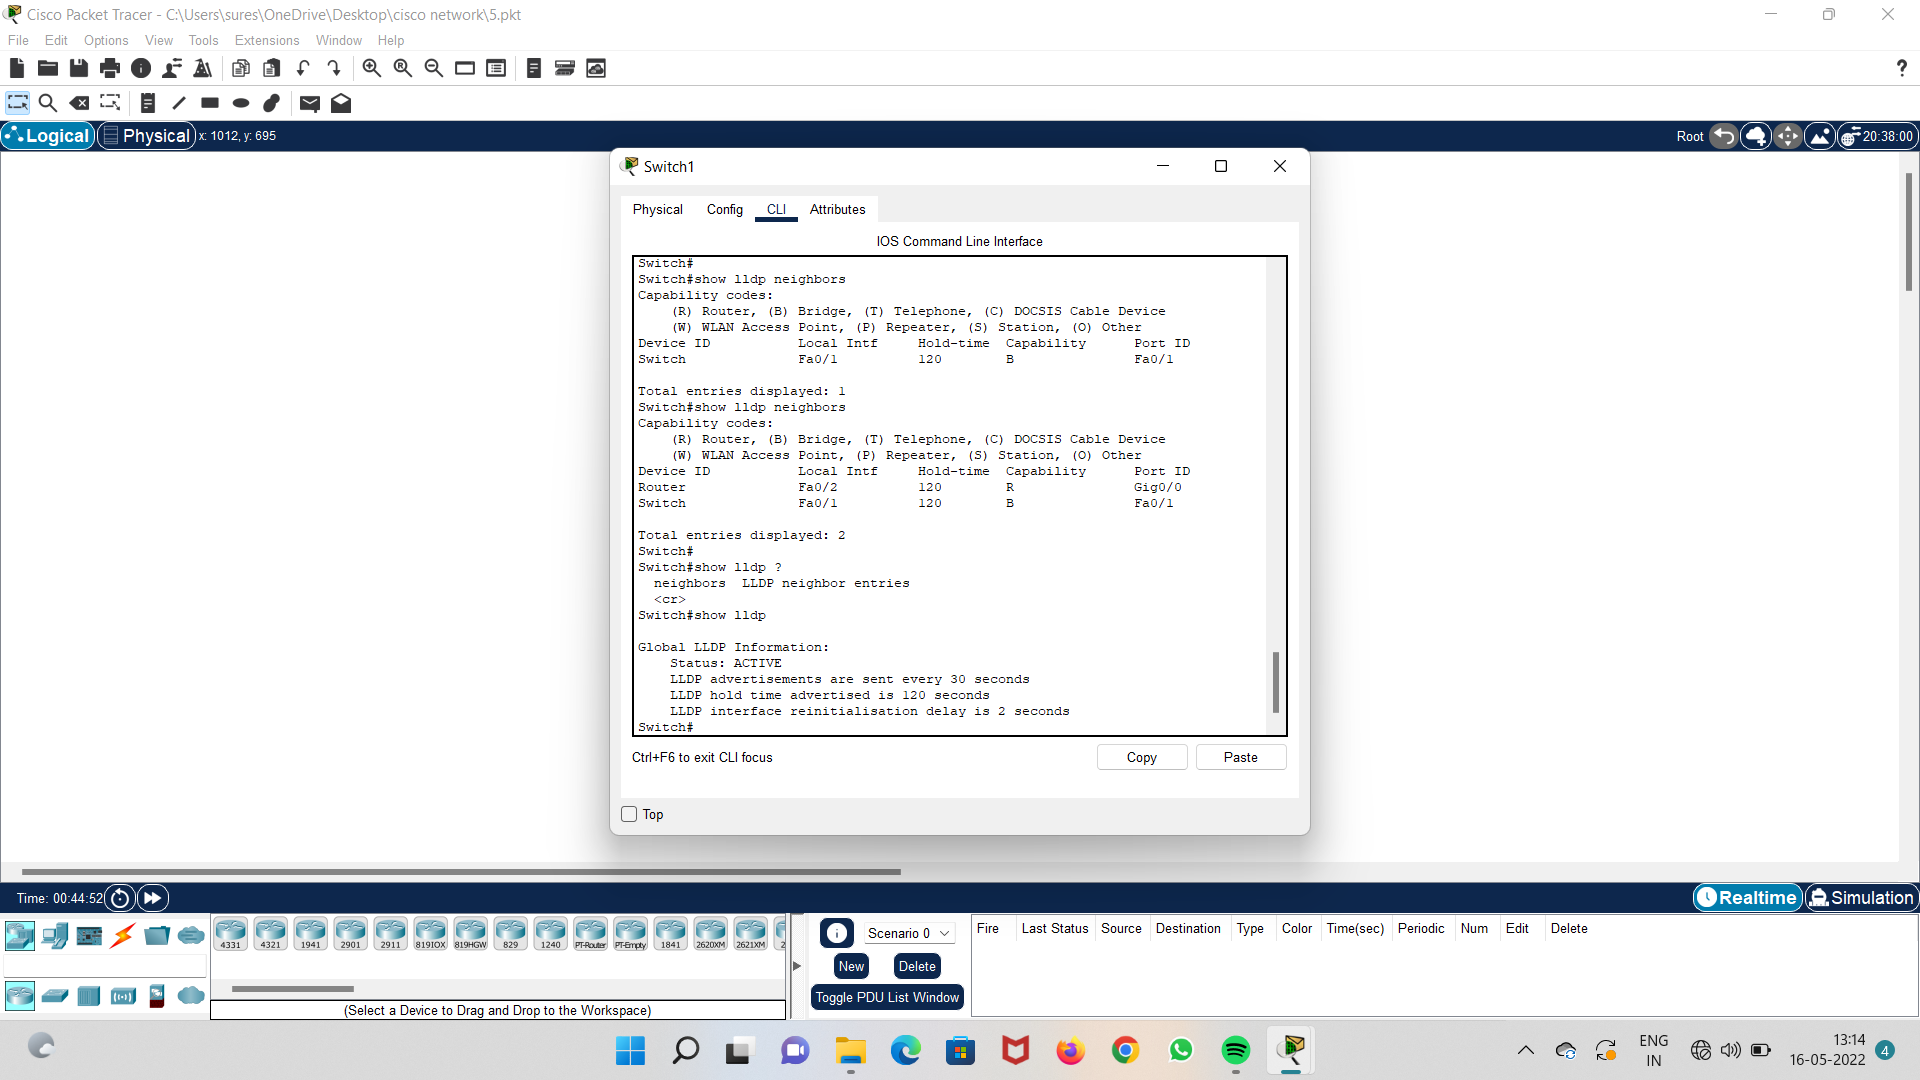 Cisco Packet Tracer - C:\Users\sures\OneDrive\Desktop\cisco network\5.pkt
File Edit Options View Tools Extensions Window Help
?
Logical Physical x: 1012, y: 695 Root 20:38:00
Switch1
Physical Config CLI Attributes
IOS Command Line Interface
Switch#
Switch#show lldp neighbors
Capability codes:
(R) Router, (B) Bridge, (T) Telephone, (C) DOCSIS Cable Device
(W) WLAN Access Point, (P) Repeater, (S) Station, (O) Other
Device ID Local Intf Hold-time Capability Port ID
Switch Fa0/1 120 B Fa0/1
Total entries displayed: 1
Switch#show lldp neighbors
Capability codes:
(R) Router, (B) Bridge, (T) Telephone, (C) DOCSIS Cable Device
(W) WLAN Access Point, (P) Repeater, (S) Station, (O) Other
Device ID Local Intf Hold-time Capability Port ID
Router Fa0/2 120 R Gig0/0
Switch Fa0/1 120 B Fa0/1
Total entries displayed: 2
Switch#
Switch#show lldp ?
neighbors LLDP neighbor entries
<cr>
Switch#show lldp
Global LLDP Information:
Status: ACTIVE
LLDP advertisements are sent every 30 seconds
LLDP hold time advertised is 120 seconds
LLDP interface reinitialisation delay is 2 seconds
Switch#
Ctrl+F6 to exit CLI focus Copy Paste
Top
Time: 00:44:52 Realtime Simulation
4331 4321 1941 2901 2911 819IOX 819HGW 829 1240 PT-Router PT-Empty 1841 2620XM 2621XM 2
(Select a Device to Drag and Drop to the Workspace)
Scenario 0
New Delete
Toggle PDU List Window
Fire Last Status Source Destination Type Color Time(sec) Periodic Num Edit Delete
ENG
IN
13:14
16-05-2022
4